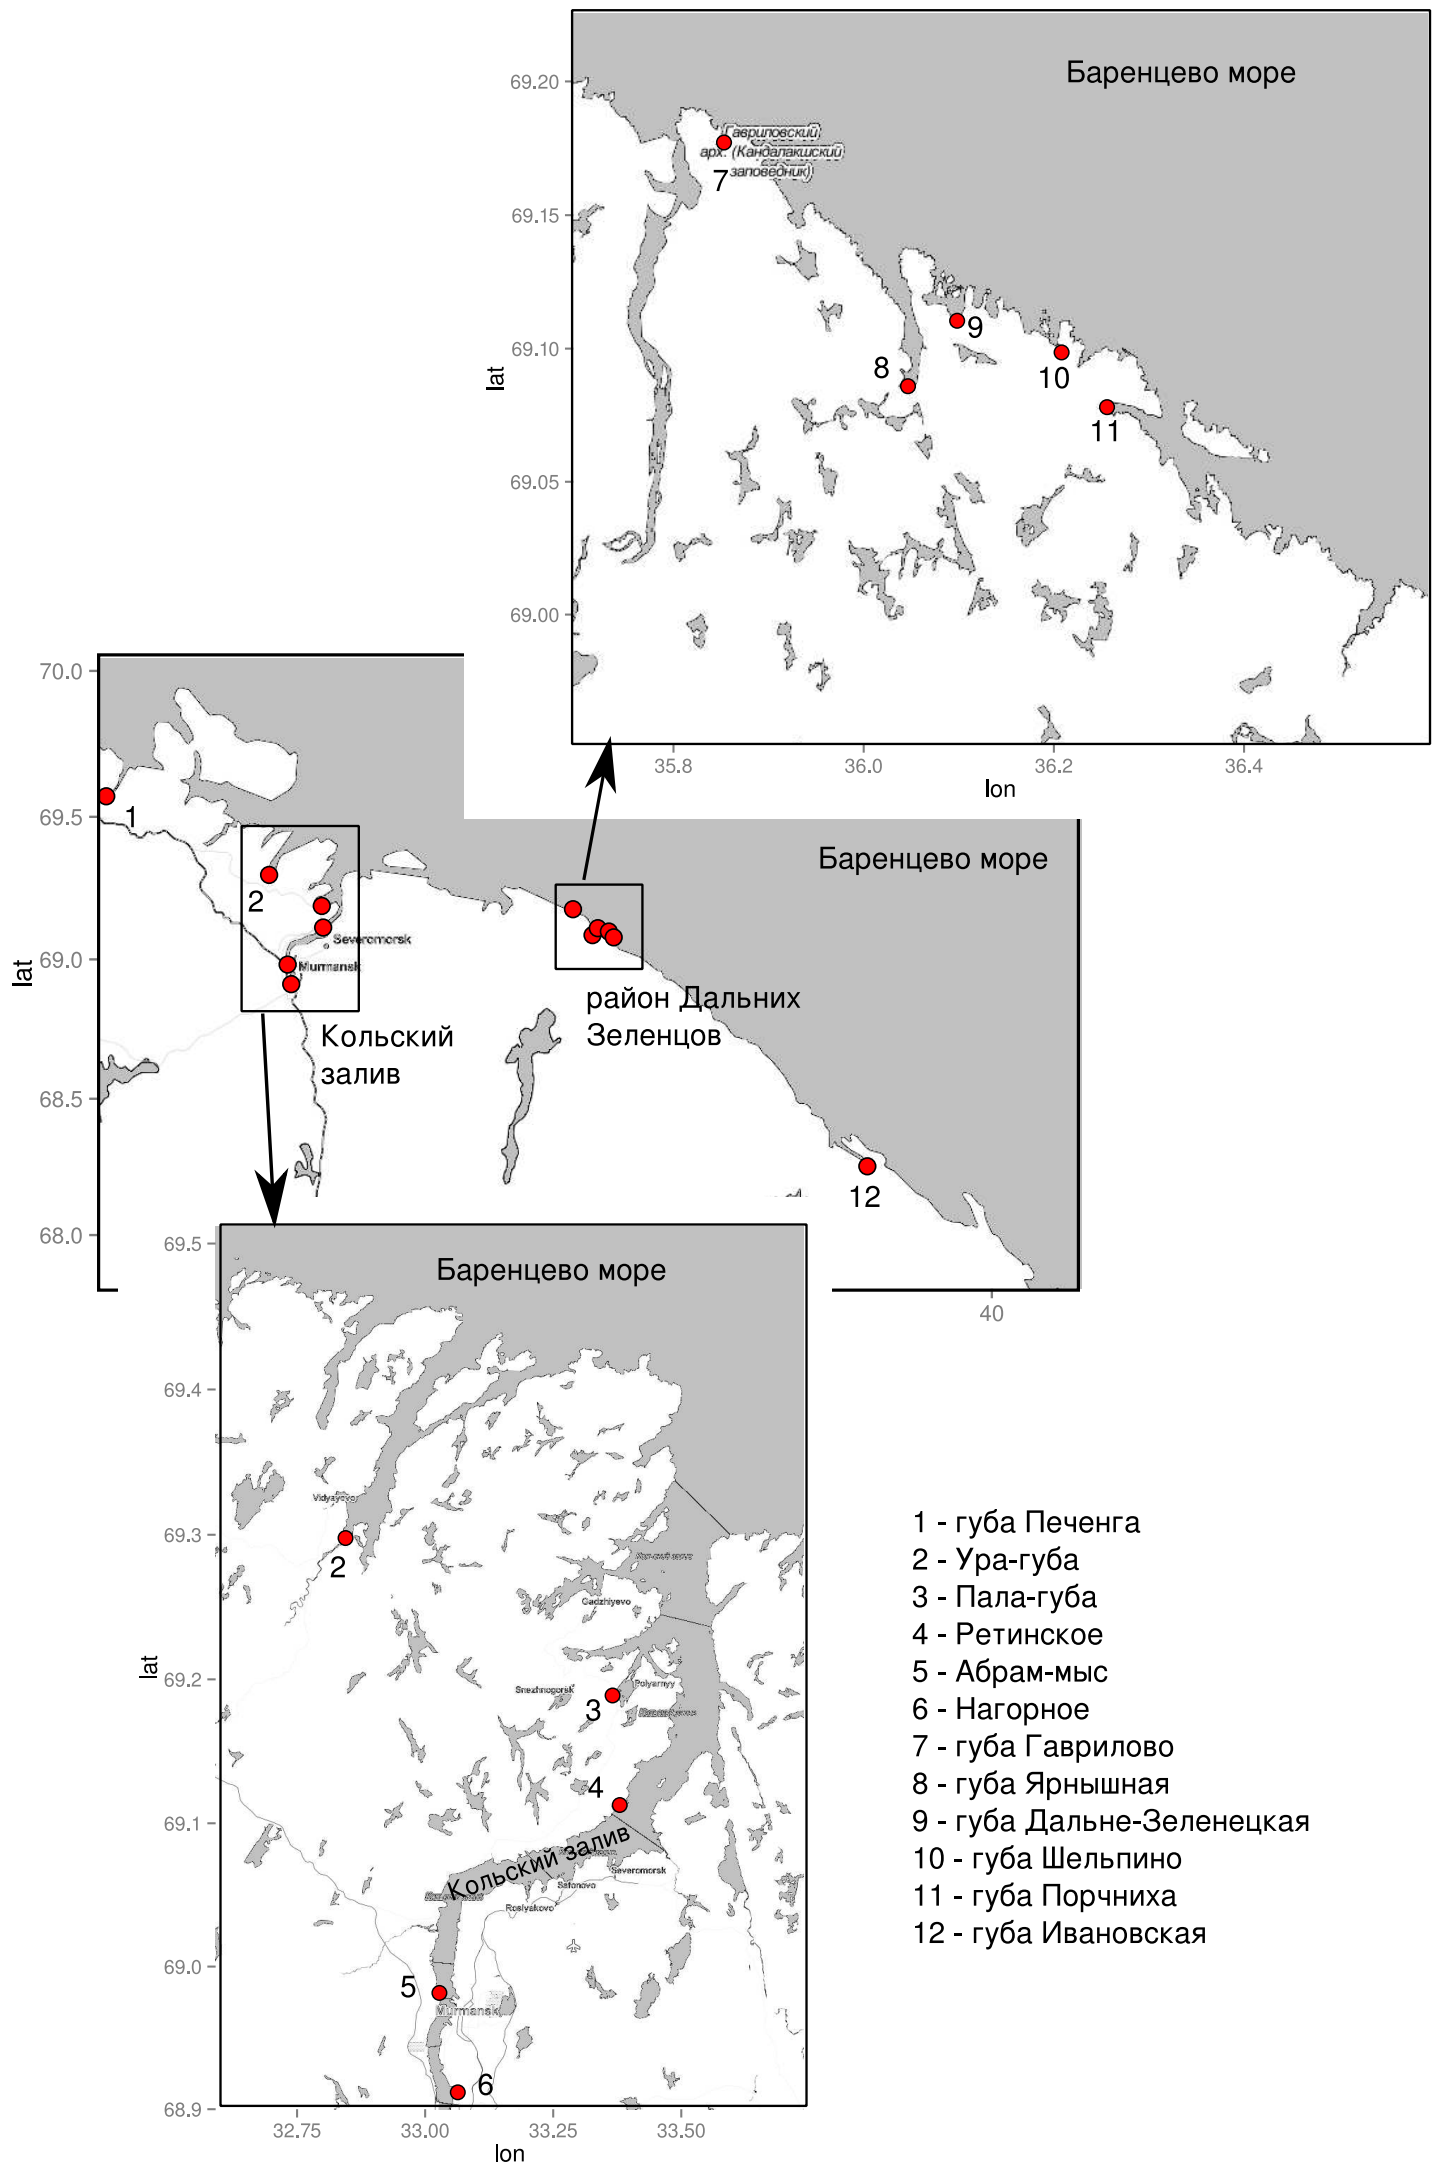 Баренцево море
69.20
Гавриловский
арх. (Кандалакшский
заповедник)
7
69.15
9
69.10
8
10
lat
11
69.05
69.00
35.8
36.0
36.2
36.4
lon
70.0
1
69.5
Баренцево море
2
Severomorsk
69.0
Murmansk
lat
район Дальних
Зеленцов
Кольский
залив
68.5
12
68.0
40
69.5
Баренцево море
69.4
Vidyayevo
69.3
2
Gadzhiyevo
lat
69.2
Snezhnogorsk
Polyarnyy
3
4
69.1
Кольский залив
Severomorsk
Safonovo
Roslyakovo
69.0
5
Murmansk
6
68.9
32.75
33.00
33.25
33.50
lon
1 - губа Печенга
2 - Ура-губа
3 - Пала-губа
4 - Ретинское
5 - Абрам-мыс
6 - Нагорное
7 - губа Гаврилово
8 - губа Ярнышная
9 - губа Дальне-Зеленецкая
10 - губа Шельпино
11 - губа Порчниха
12 - губа Ивановская